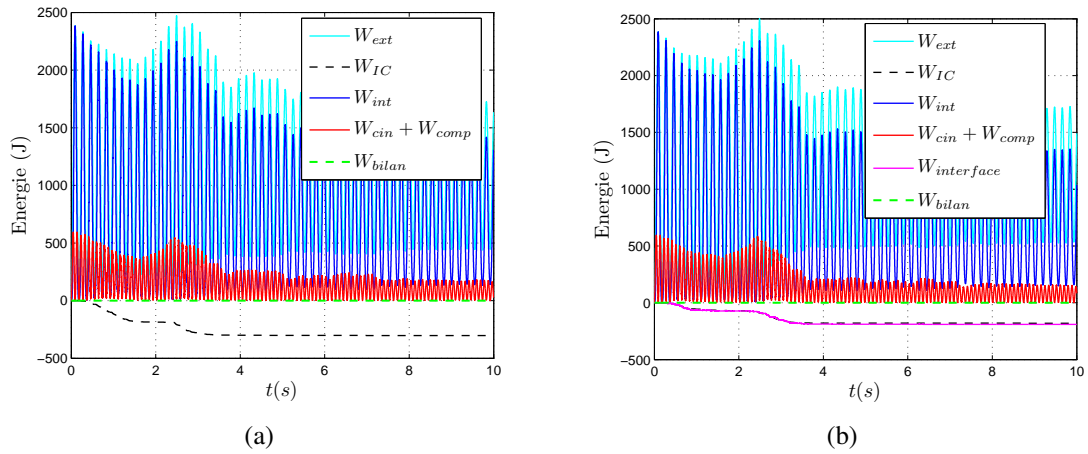 2500
2000
1500
1000
500
0
−500
0
2
4
6
8
10
Energie (J)
t(s)
W_ext
W_IC
W_int
W_cin + W_comp
W_bilan
(a)
2500
2000
1500
1000
500
0
−500
0
2
4
6
8
10
Energie (J)
t(s)
W_ext
W_IC
W_int
W_cin + W_comp
W_interface
W_bilan
(b)